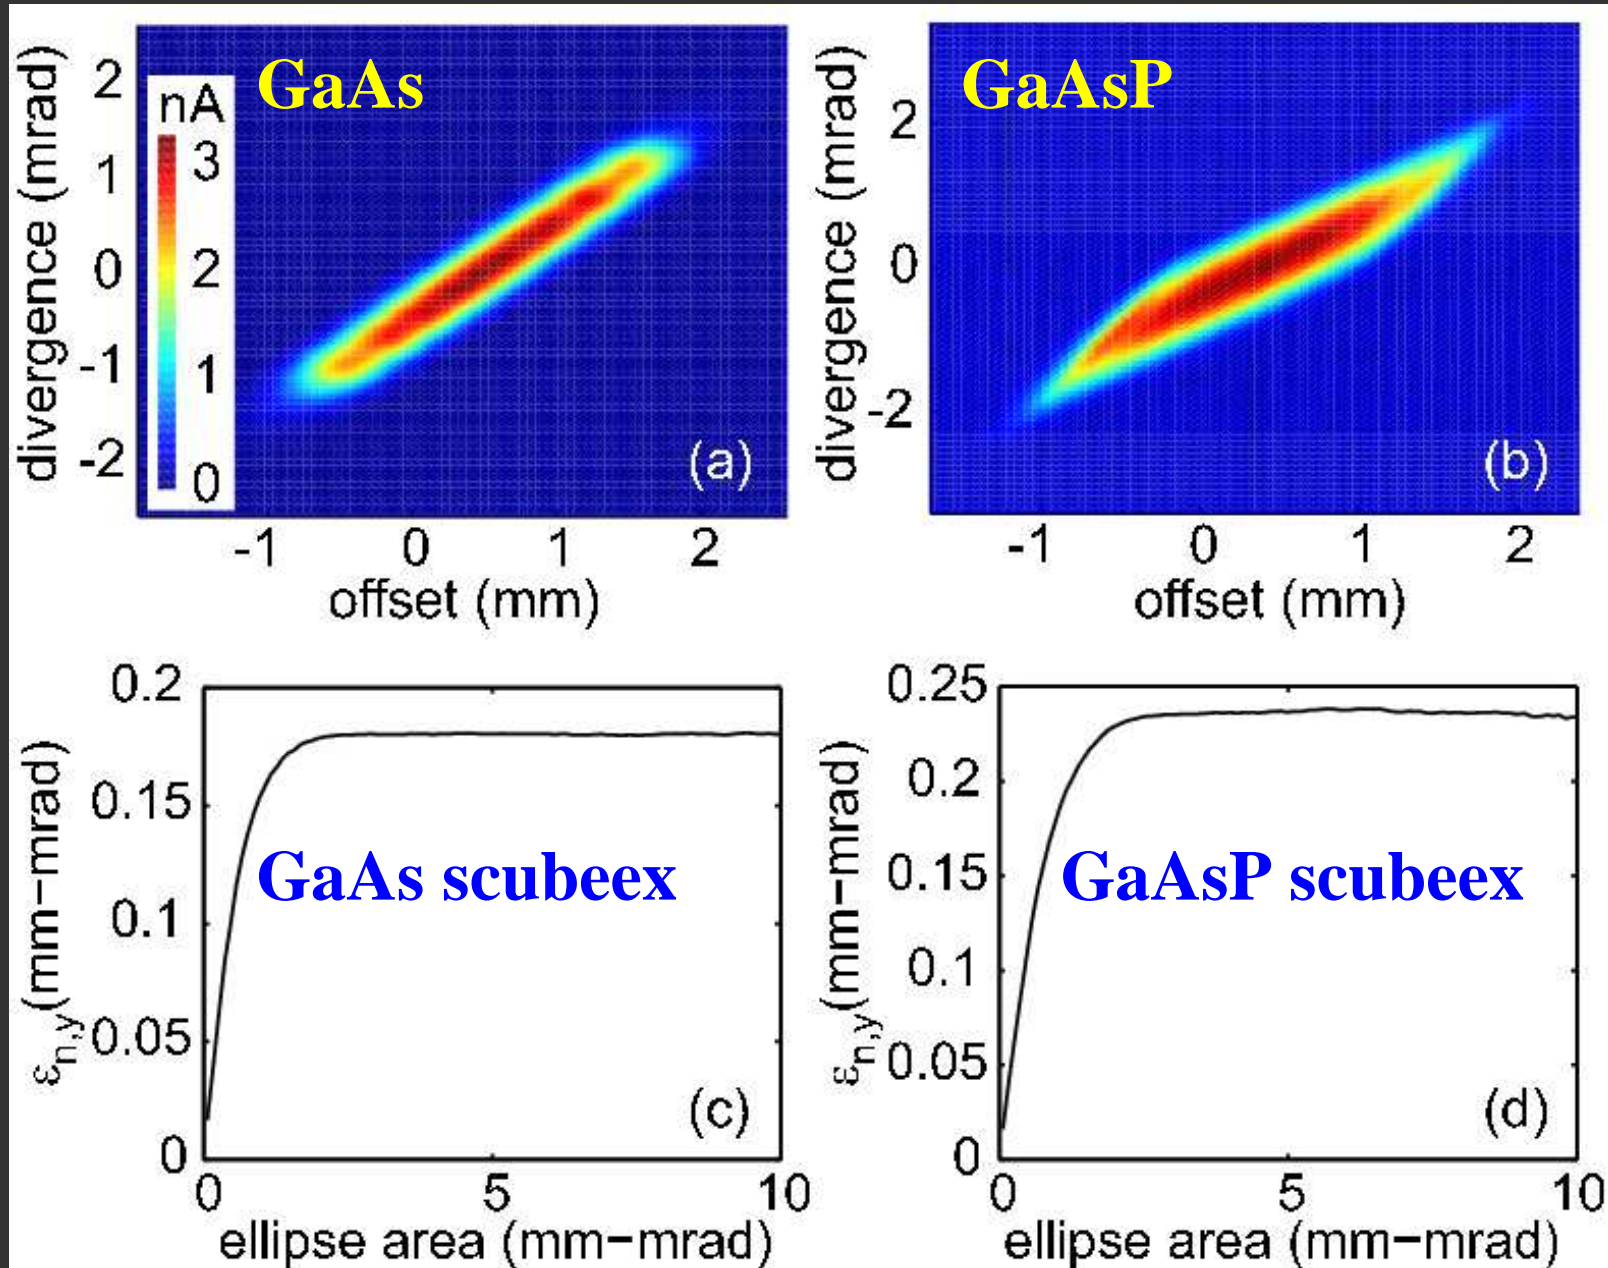 GaAs
nA
3
2
1
0
divergence (mrad)
2
1
0
-1
-2
(a)
-1 0 1 2
offset (mm)
GaAsP
divergence (mrad)
2
0
-2
(b)
-1 0 1 2
offset (mm)
0.2
0.15
0.1
0.05
0
εn,y(mm−mrad)
GaAs scubeex
(c)
0 5 10
ellipse area (mm−mrad)
0.25
0.2
0.15
0.1
0.05
0
εn,y(mm−mrad)
GaAsP scubeex
(d)
0 5 10
ellipse area (mm−mrad)